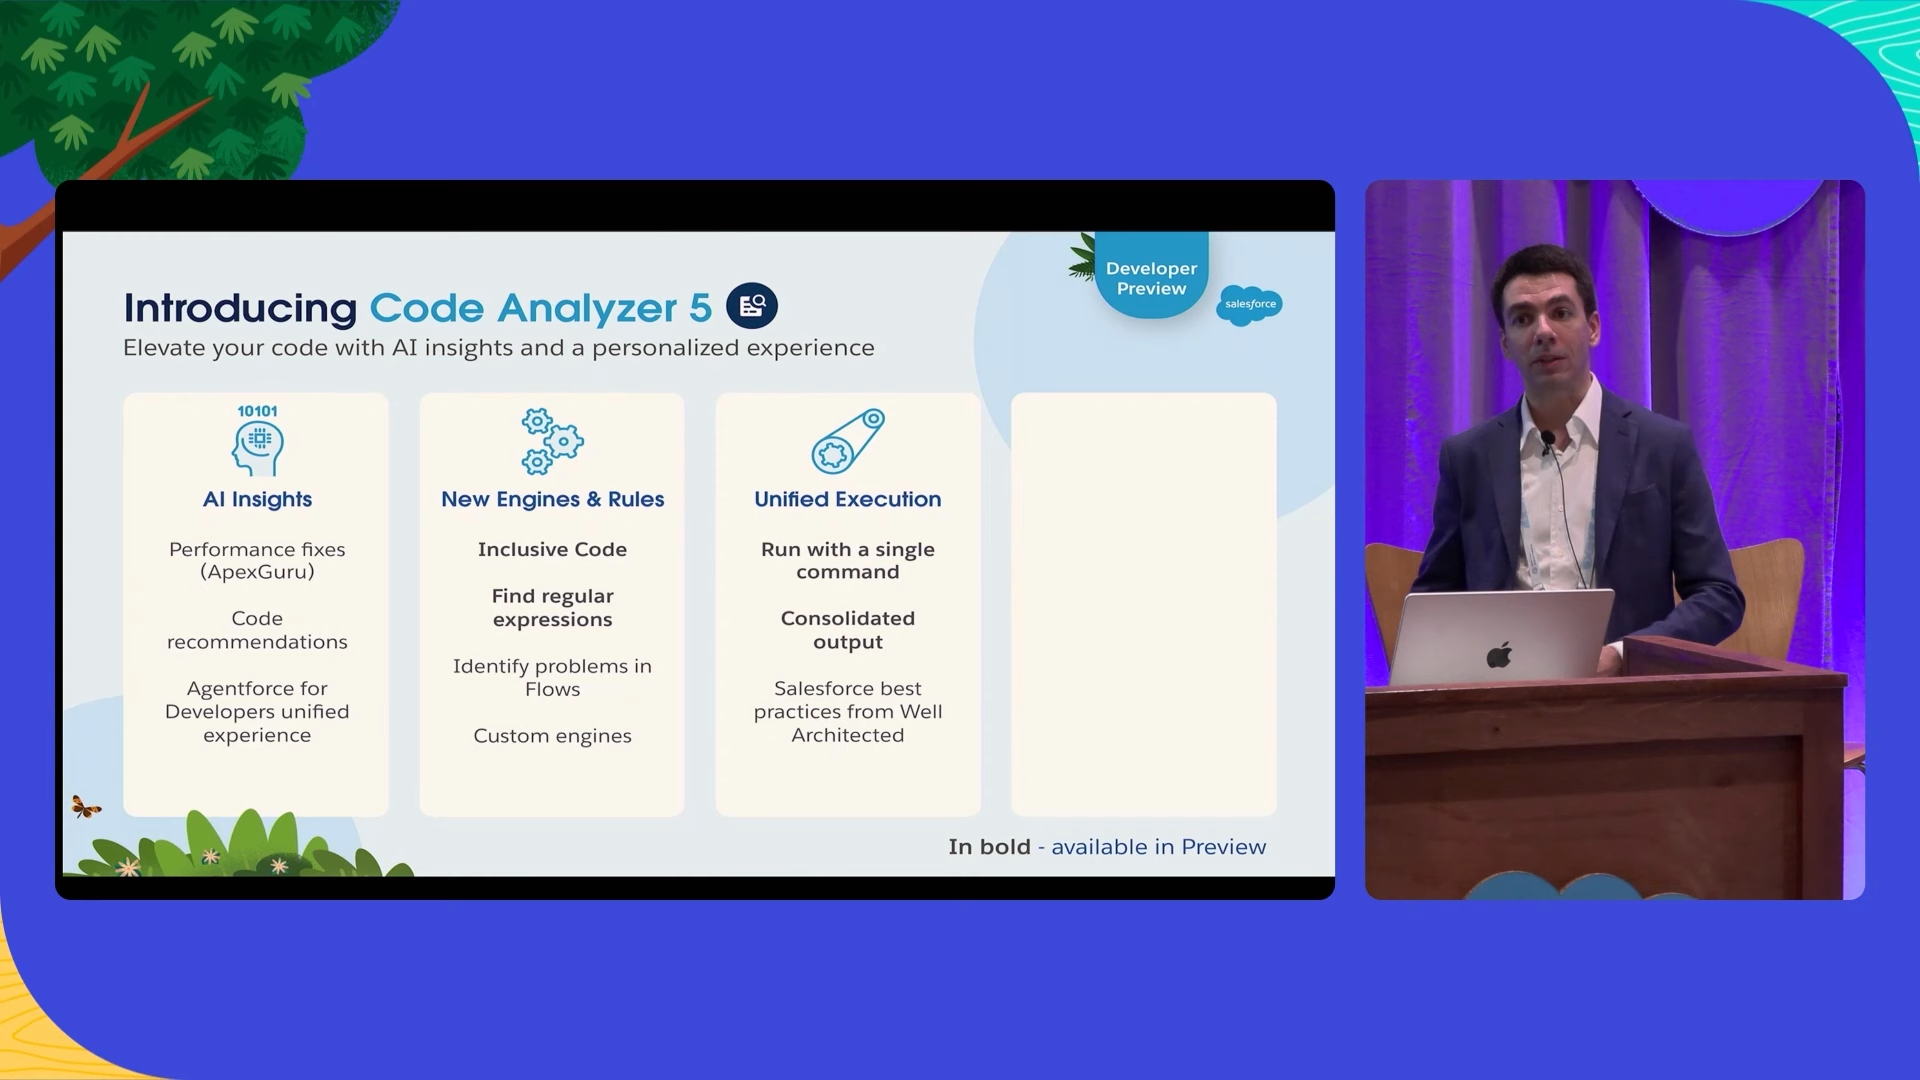 Developer
Preview
salesforce
Introducing Code Analyzer 5
Elevate your code with AI insights and a personalized experience
10101
AI Insights
Performance fixes
(ApexGuru)
Code
recommendations
Agentforce for
Developers unified
experience
New Engines & Rules
Inclusive Code
Find regular
expressions
Identify problems in
Flows
Custom engines
Unified Execution
Run with a single
command
Consolidated
output
Salesforce best
practices from Well
Architected
In bold - available in Preview